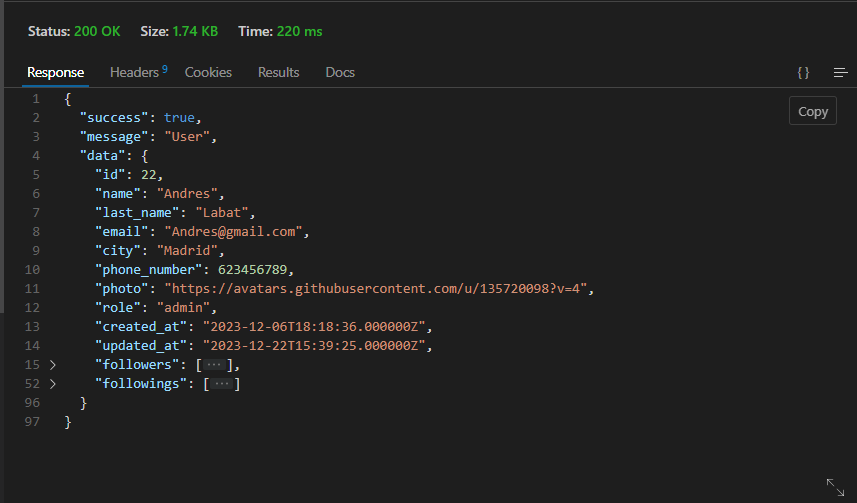 Status: 200 OK Size: 1.74 KB Time: 220 ms
Response Headers 9 Cookies Results Docs { }
Copy
1 {
2 "success": true,
3 "message": "User",
4 "data": {
5 "id": 22,
6 "name": "Andres",
7 "last_name": "Labat",
8 "email": "Andres@gmail.com",
9 "city": "Madrid",
10 "phone_number": 623456789,
11 "photo": "https://avatars.githubusercontent.com/u/135720098?v=4",
12 "role": "admin",
13 "created_at": "2023-12-06T18:18:36.000000Z",
14 "updated_at": "2023-12-22T15:39:25.000000Z",
15 "followers": [ ··· ],
52 "followings": [ ··· ]
96 }
97 }